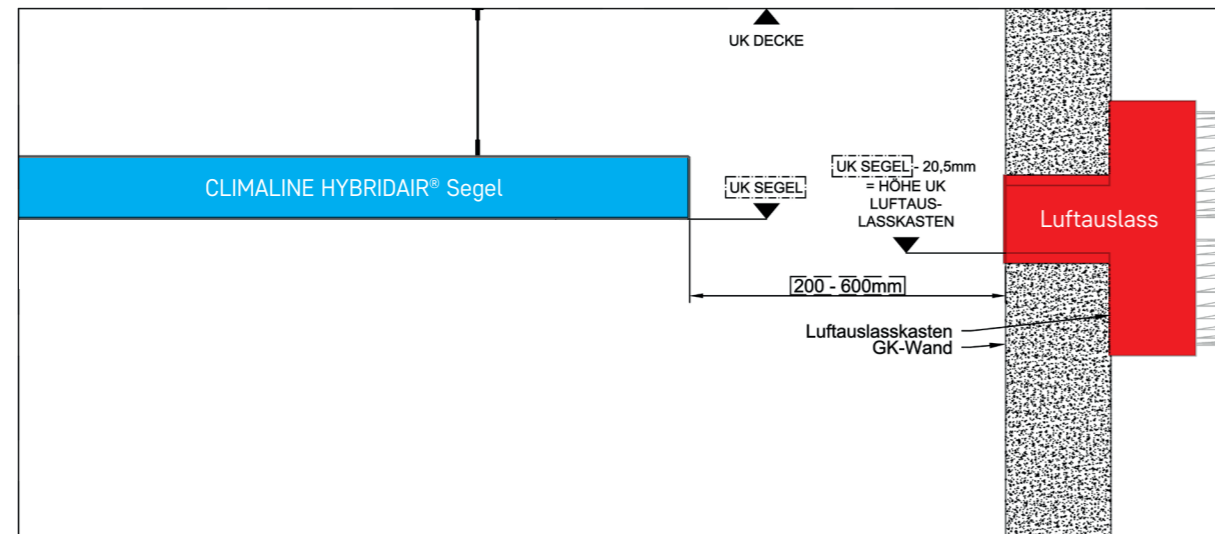 UK DECKE
CLIMALINE HYBRIDAIR® Segel
UK SEGEL
UK SEGEL - 20,5mm
= HÖHE UK
LUFTAUS-
LASSKASTEN
Luftauslass
200 - 600mm
Luftauslasskasten
GK-Wand